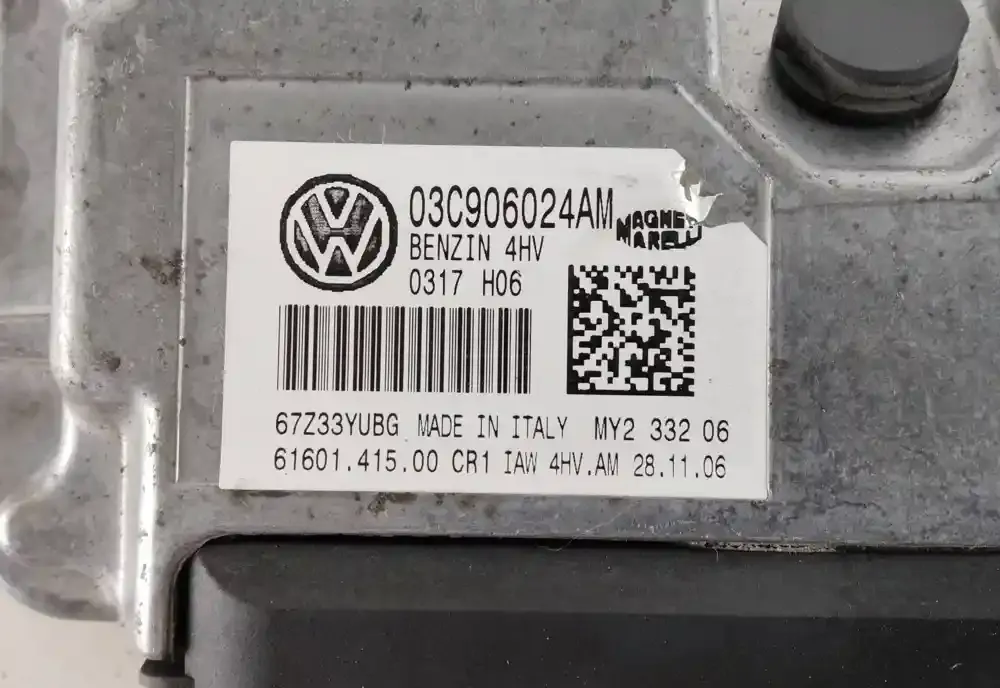 03C906024AM
BENZIN 4HV
0317 H06
MAGNETI
MARELLI
67Z33YUBG MADE IN ITALY MY2 332 06
61601.415.00 CR1 IAW 4HV.AM 28.11.06